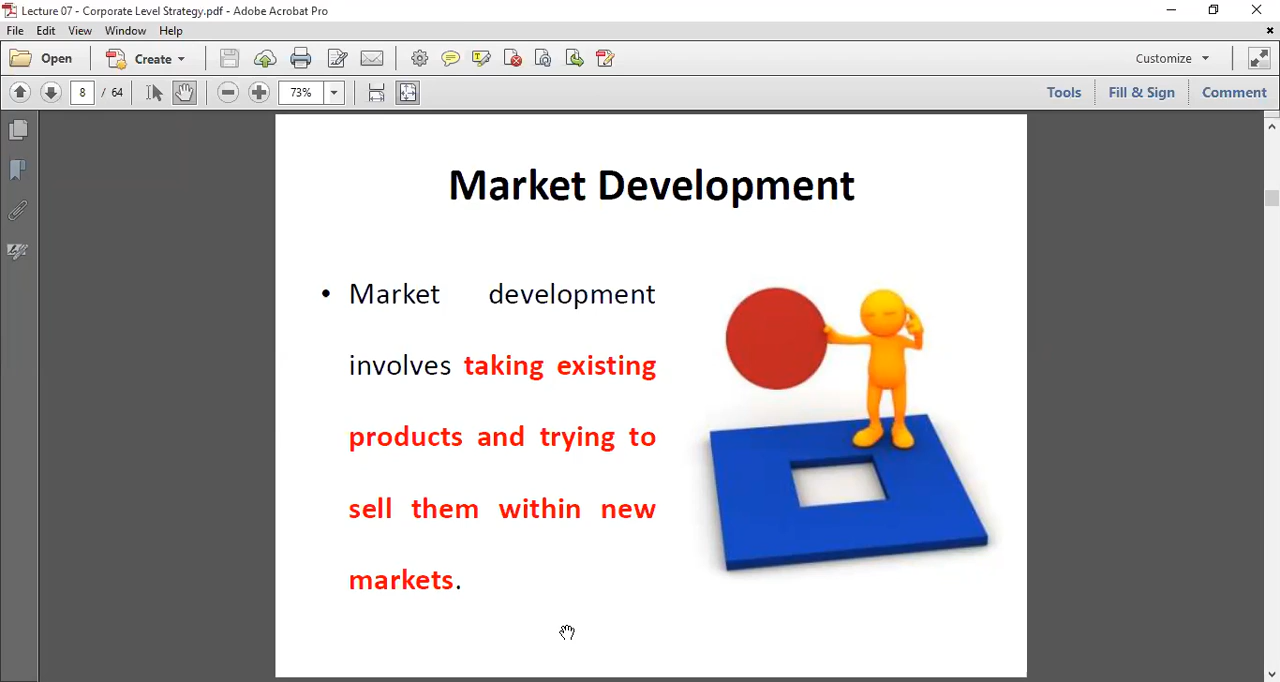 Lecture 07 - Corporate Level Strategy.pdf - Adobe Acrobat Pro
File Edit View Window Help
Open Create Customize
8 / 64 73% Tools Fill & Sign Comment
Market Development
• Market development
involves taking existing
products and trying to
sell them within new
markets.